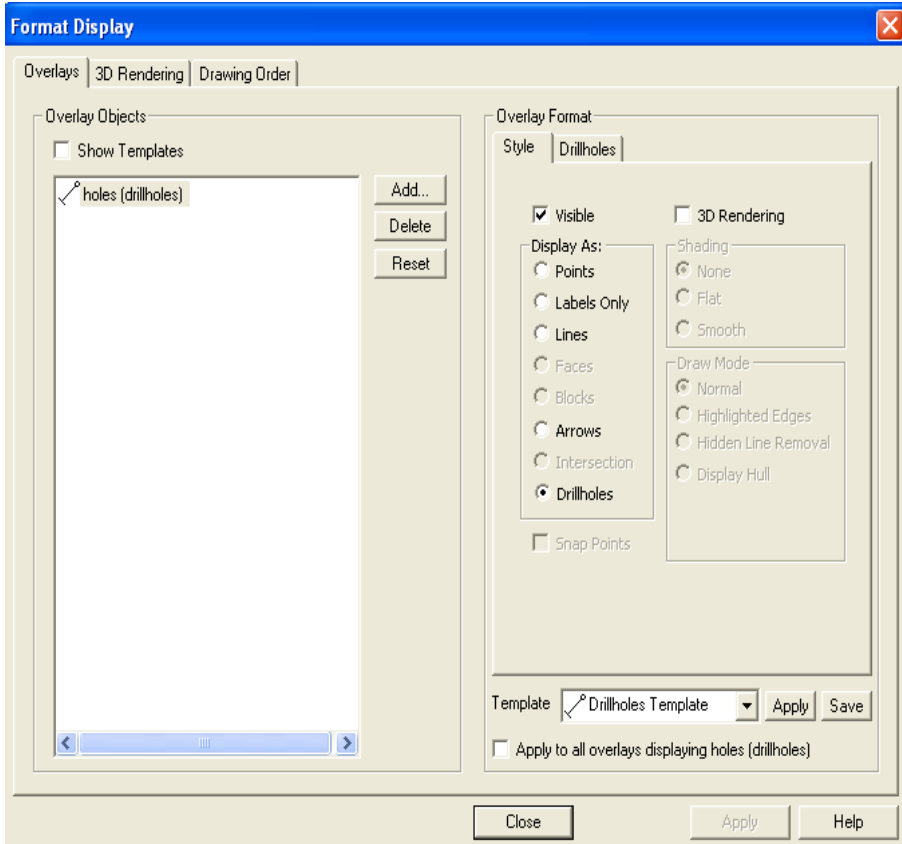 Format Display
Overlays 3D Rendering Drawing Order
Overlay Objects
Show Templates
holes (drillholes)
Add...
Delete
Reset
Overlay Format
Style Drillholes
Visible
3D Rendering
Display As:
Points
Labels Only
Lines
Faces
Blocks
Arrows
Intersection
Drillholes
Snap Points
Shading
None
Flat
Smooth
Draw Mode
Normal
Highlighted Edges
Hidden Line Removal
Display Hull
Template Drillholes Template Apply Save
Apply to all overlays displaying holes (drillholes)
Close Apply Help